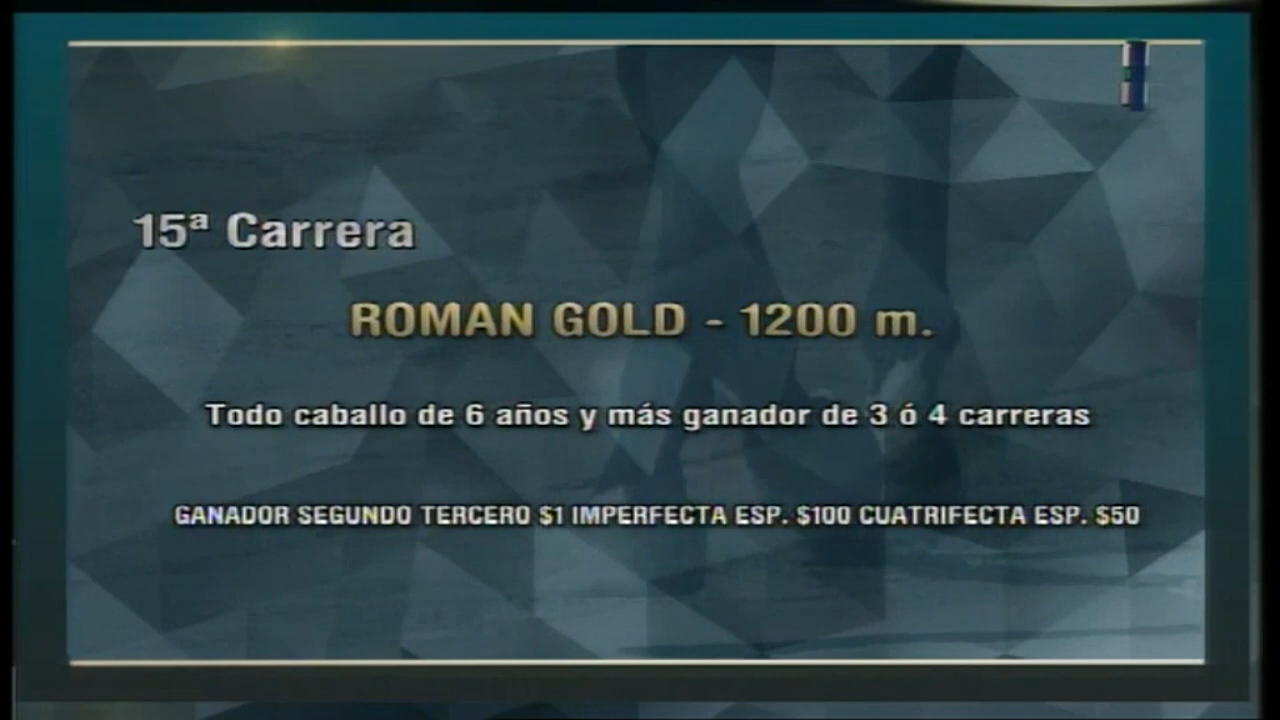 15ª Carrera
ROMAN GOLD - 1200 m.
Todo caballo de 6 años y más ganador de 3 ó 4 carreras
GANADOR SEGUNDO TERCERO $1 IMPERFECTA ESP. $100 CUATRIFECTA ESP. $50